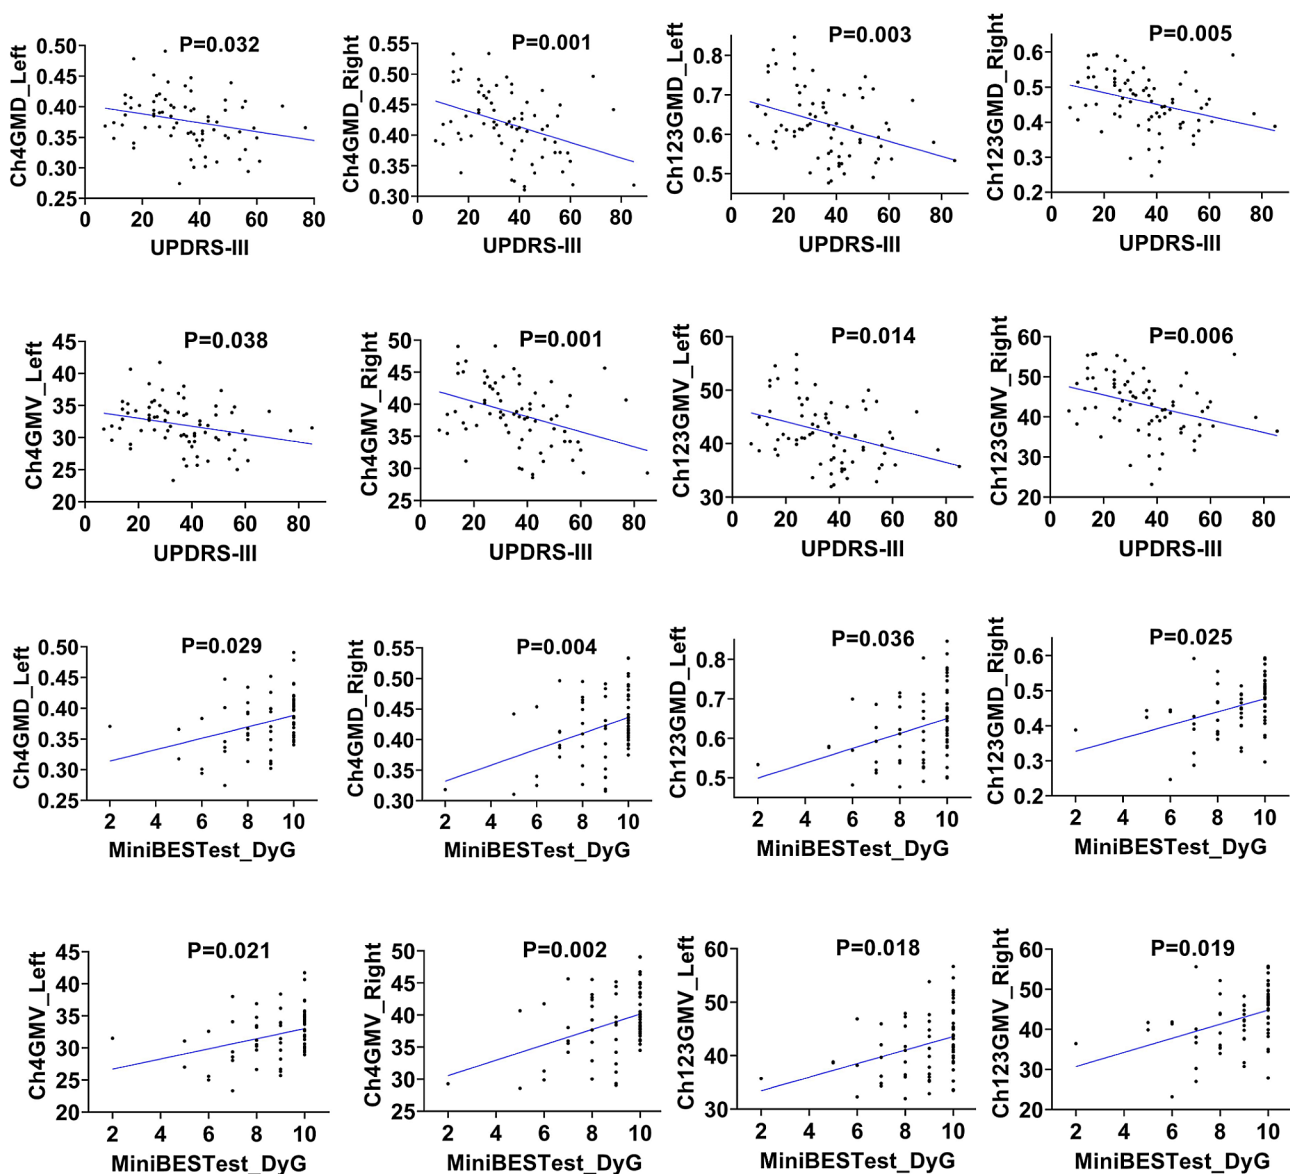 P=0.032
Ch4GMD_Left
0.50
0.45
0.40
0.35
0.30
0.25
0 20 40 60 80
UPDRS-III
P=0.001
Ch4GMD_Right
0.55
0.50
0.45
0.40
0.35
0.30
0 20 40 60 80
UPDRS-III
P=0.003
Ch123GMD_Left
0.8
0.7
0.6
0.5
0 20 40 60 80
UPDRS-III
P=0.005
Ch123GMD_Right
0.6
0.5
0.4
0.3
0.2
0 20 40 60 80
UPDRS-III
P=0.038
Ch4GMV_Left
45
40
35
30
25
20
0 20 40 60 80
UPDRS-III
P=0.001
Ch4GMV_Right
50
45
40
35
30
25
0 20 40 60 80
UPDRS-III
P=0.014
Ch123GMV_Left
60
50
40
30
0 20 40 60 80
UPDRS-III
P=0.006
Ch123GMV_Right
60
50
40
30
20
0 20 40 60 80
UPDRS-III
P=0.029
Ch4GMD_Left
0.50
0.45
0.40
0.35
0.30
0.25
2 4 6 8 10
MiniBESTest_DyG
P=0.004
Ch4GMD_Right
0.55
0.50
0.45
0.40
0.35
0.30
2 4 6 8 10
MiniBESTest_DyG
P=0.036
Ch123GMD_Left
0.8
0.7
0.6
0.5
2 4 6 8 10
MiniBESTest_DyG
P=0.025
Ch123GMD_Right
0.6
0.5
0.4
0.3
0.2
2 4 6 8 10
MiniBESTest_DyG
P=0.021
Ch4GMV_Left
45
40
35
30
25
20
2 4 6 8 10
MiniBESTest_DyG
P=0.002
Ch4GMV_Right
50
45
40
35
30
25
2 4 6 8 10
MiniBESTest_DyG
P=0.018
Ch123GMV_Left
60
50
40
30
2 4 6 8 10
MiniBESTest_DyG
P=0.019
Ch123GMV_Right
60
50
40
30
20
2 4 6 8 10
MiniBESTest_DyG